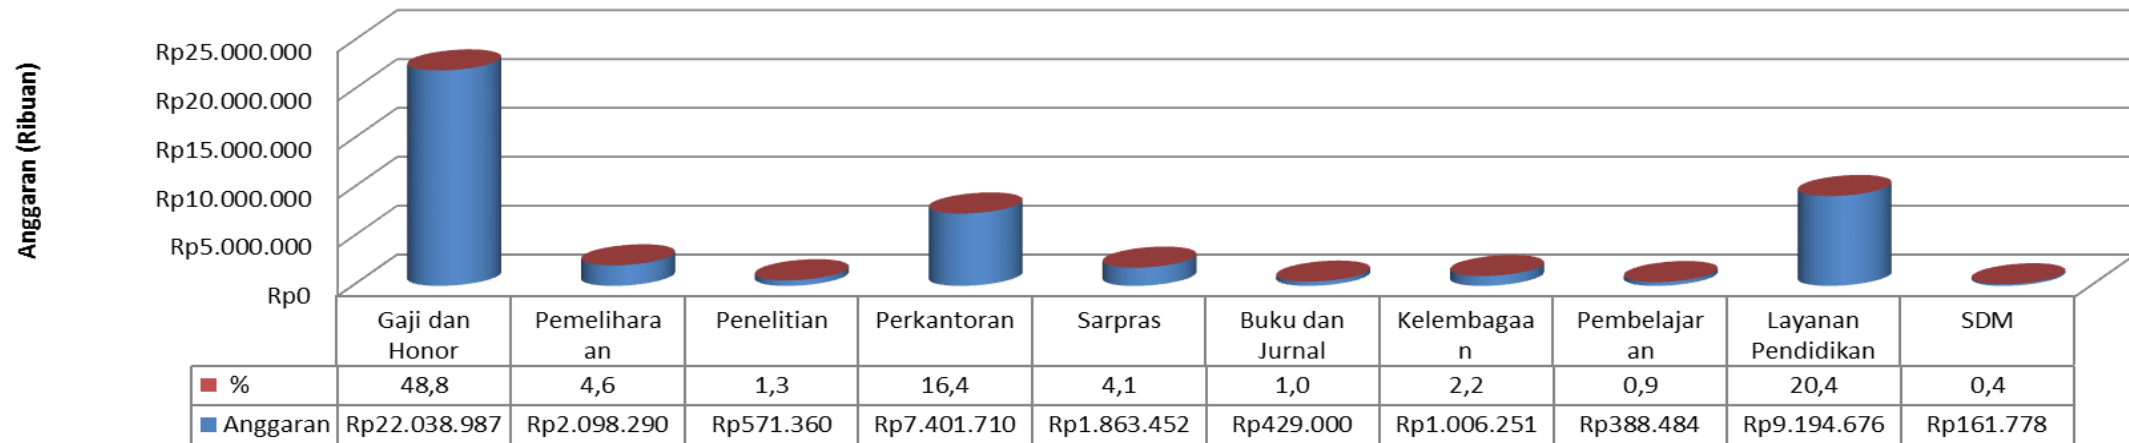 Anggaran (Ribuan)
Rp25.000.000
Rp20.000.000
Rp15.000.000
Rp10.000.000
Rp5.000.000
Rp0
Gaji dan Honor Pemelihara an Penelitian Perkantoran Sarpras Buku dan Jurnal Kelembagaa n Pembelajar an Layanan Pendidikan SDM
% 48,8 4,6 1,3 16,4 4,1 1,0 2,2 0,9 20,4 0,4
Anggaran Rp22.038.987 Rp2.098.290 Rp571.360 Rp7.401.710 Rp1.863.452 Rp429.000 Rp1.006.251 Rp388.484 Rp9.194.676 Rp161.778